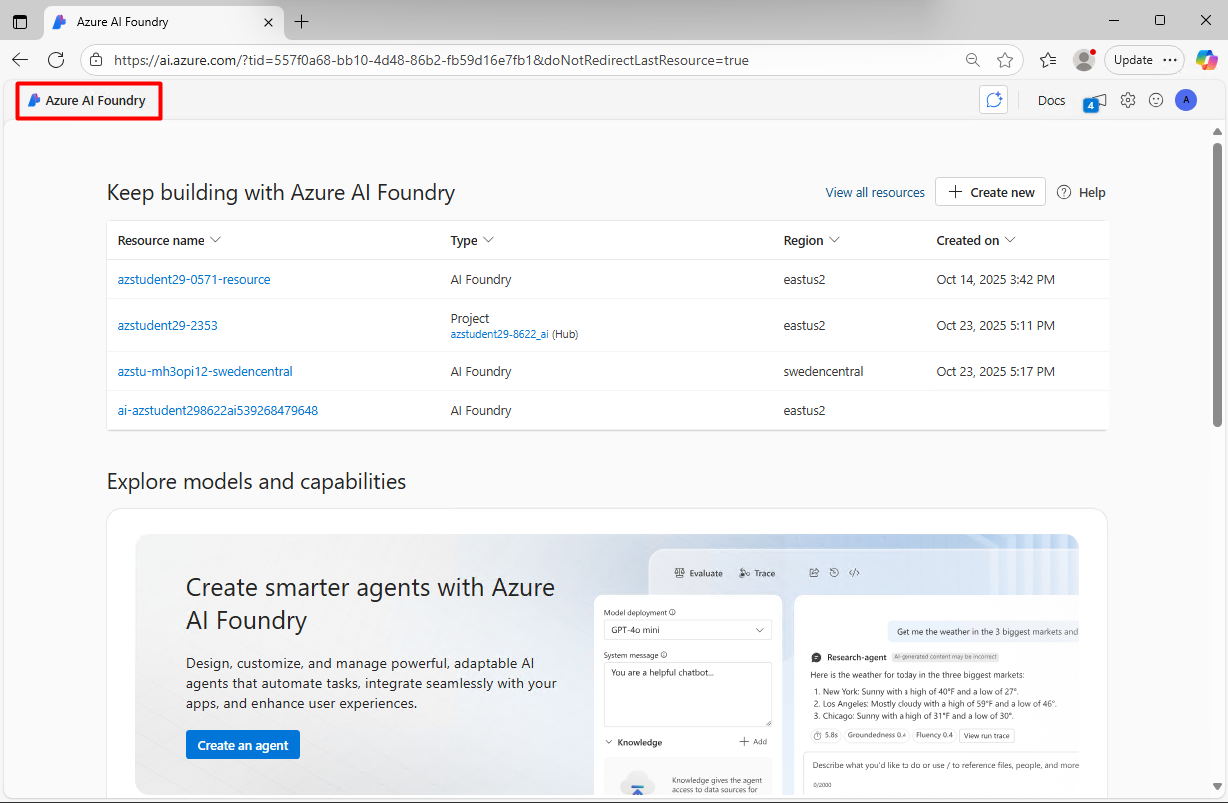 Azure AI Foundry
https://ai.azure.com/?tid=557f0a68-bb10-4d48-86b2-fb59d16e7fb1&doNotRedirectLastResource=true
Update
Azure AI Foundry
Docs
4
A
Keep building with Azure AI Foundry
View all resources
Create new
Help
Resource name Type Region Created on
azstudent29-0571-resource AI Foundry eastus2 Oct 14, 2025 3:42 PM
azstudent29-2353 Project azstudent29-8622_ai (Hub) eastus2 Oct 23, 2025 5:11 PM
azstu-mh3opi12-swedencentral AI Foundry swedencentral Oct 23, 2025 5:17 PM
ai-azstudent298622ai539268479648 AI Foundry eastus2
Explore models and capabilities
Create smarter agents with Azure
AI Foundry
Design, customize, and manage powerful, adaptable AI
agents that automate tasks, integrate seamlessly with your
apps, and enhance user experiences.
Create an agent
Evaluate Trace
Model deployment
GPT-4o mini
System message
You are a helpful chatbot...
Knowledge
Add
Knowledge gives the agent
access to data sources for
Get me the weather in the 3 biggest markets and
Research-agent AI-generated content may be incorrect
Here is the weather for today in the three biggest markets:
1. New York: Sunny with a high of 40°F and a low of 27°.
2. Los Angeles: Mostly cloudy with a high of 59°F and a low of 46°.
3. Chicago: Sunny with a high of 31°F and a low of 30°.
5.8s Groundedness 0.4 Fluency 0.4 View run trace
Describe what you'd like to do or use / to reference files, people, and more
0/2000